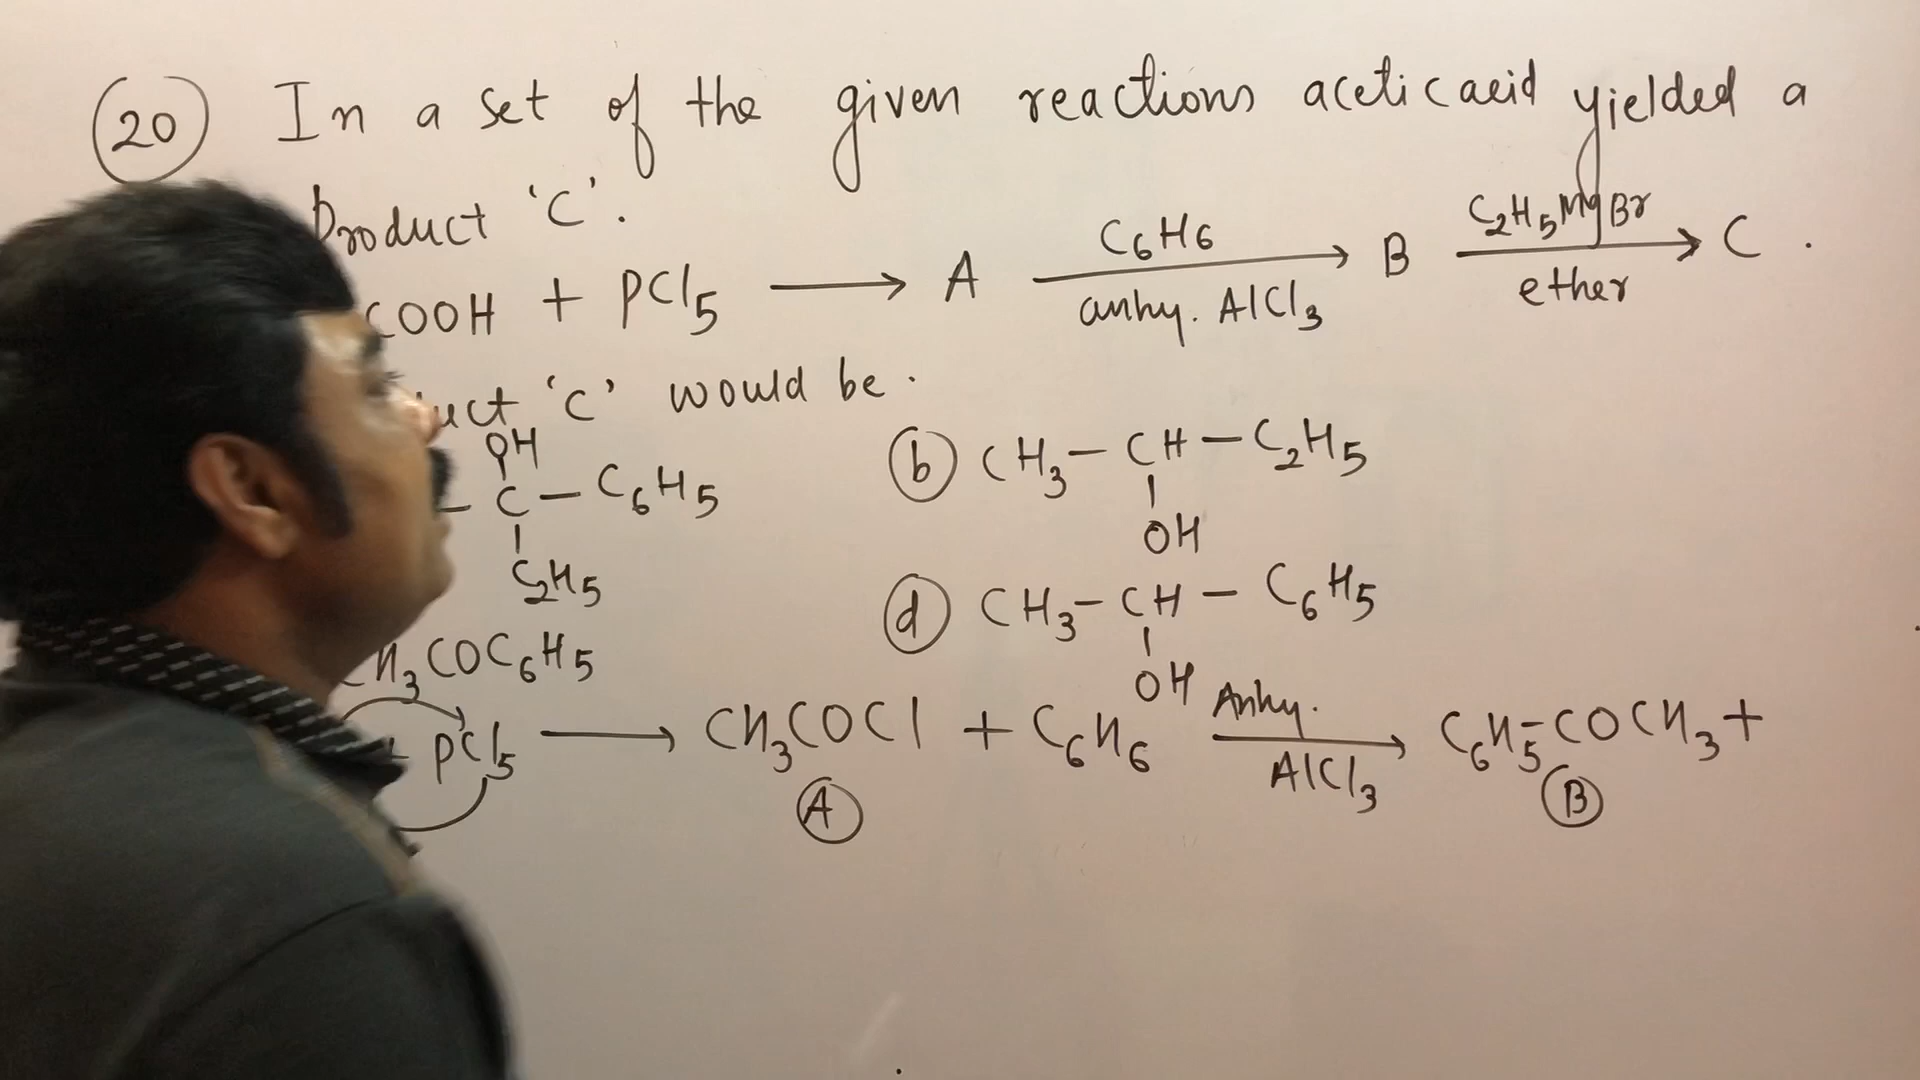 20 In a set of the given reactions acetic acid yielded a
Product 'C'.
COOH + PCl5 → A C6H6 → anhy. AlCl3 B C2H5MgBr → ether C .
uct 'C' would be .
OH
– C – C6H5
C2H5
b CH3 – CH – C2H5
OH
H3COC6H5
d CH3 – CH – C6H5
OH
+ PCl5 → CH3COCl + C6H6 Anhy. → AlCl3 C6H5–COCH3 +
A B